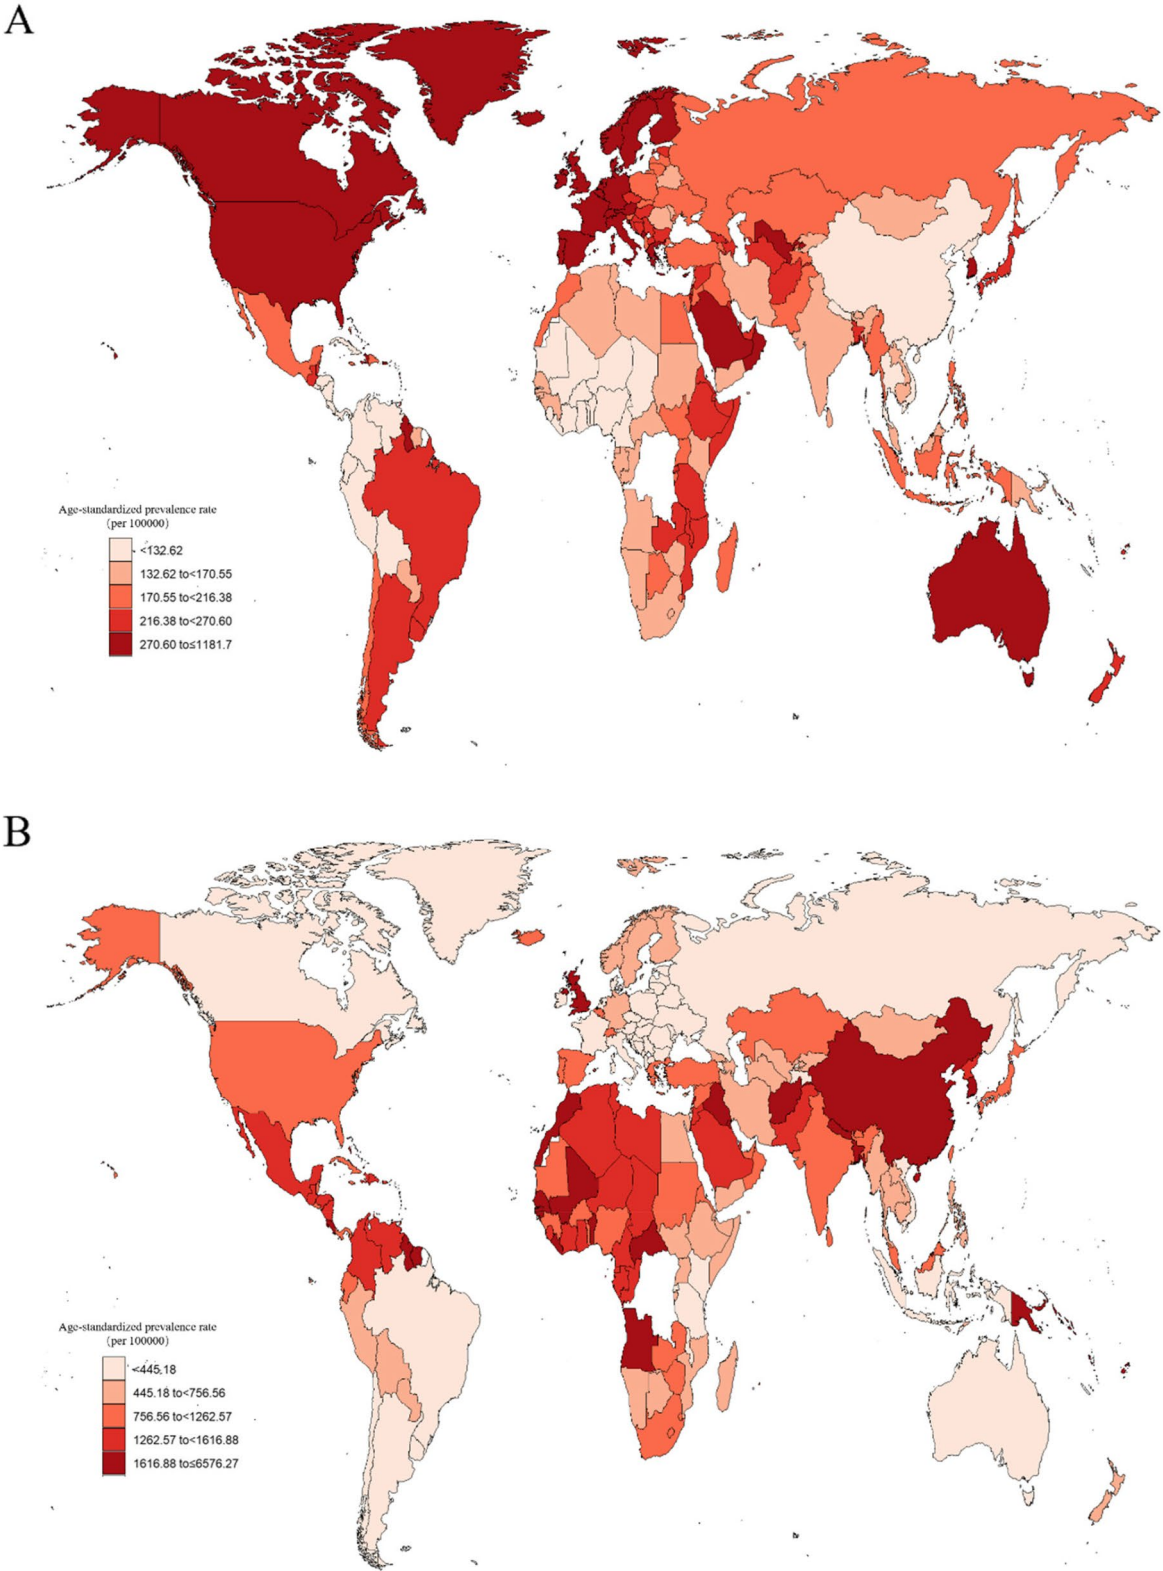 A
Age-standardized prevalence rate
(per 100000)
<132.62
132.62 to<170.55
170.55 to<216.38
216.38 to<270.60
270.60 to≤1181.7
B
Age-standardized prevalence rate
(per 100000)
<445.18
445.18 to<756.56
756.56 to<1262.57
1262.57 to<1616.88
1616.88 to≤6576.27